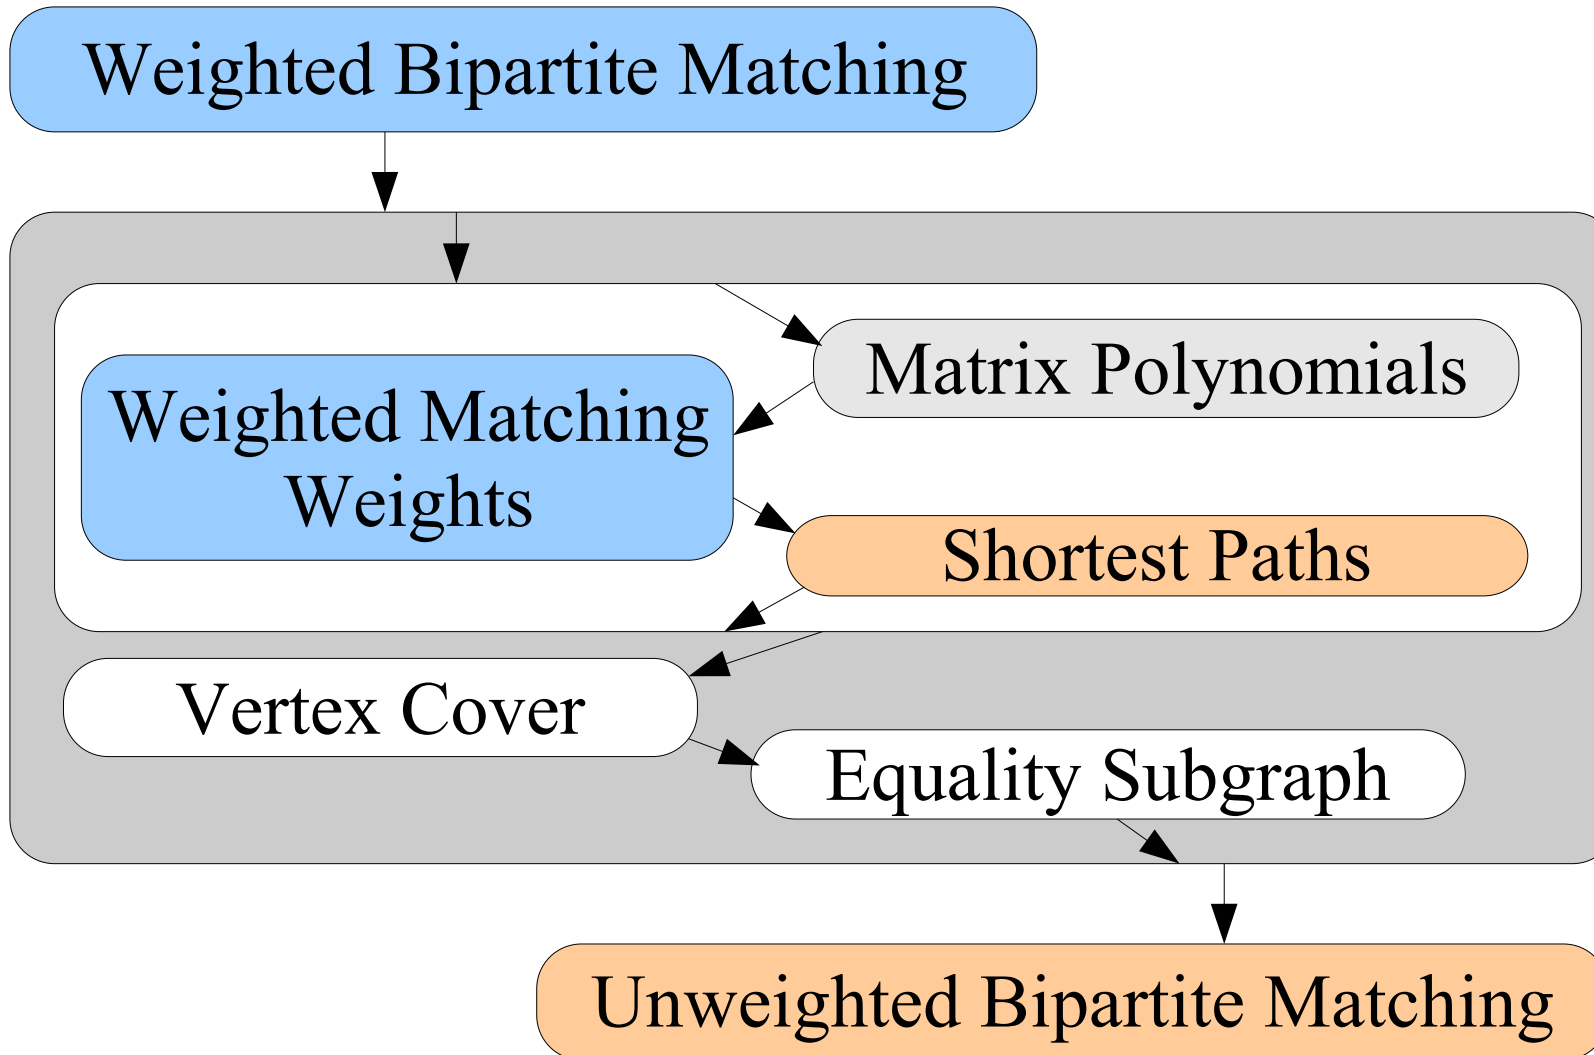 Weighted Bipartite Matching
Matrix Polynomials
Weighted Matching
Weights
Shortest Paths
Vertex Cover
Equality Subgraph
Unweighted Bipartite Matching